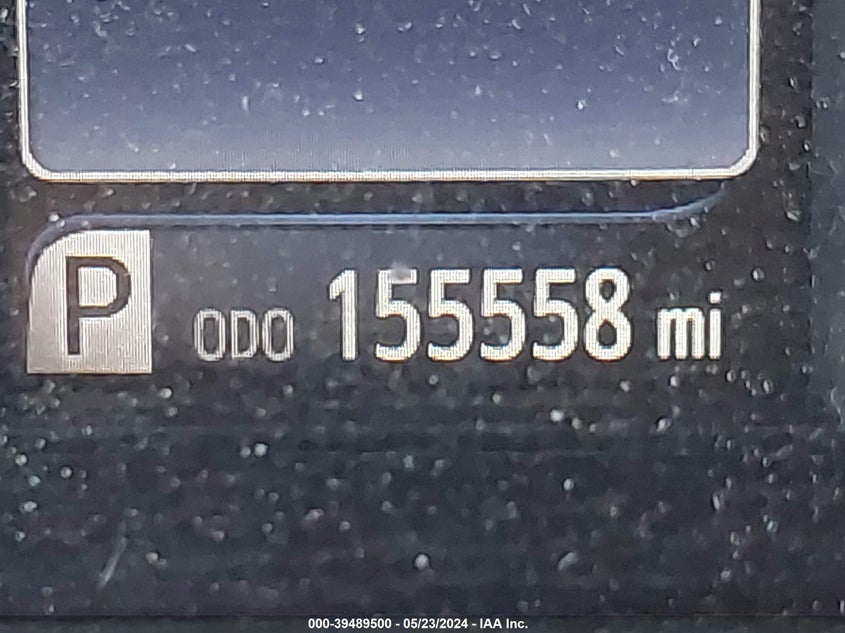 P ODO 155558 mi
000-39489500 - 05/23/2024 - IAA Inc.